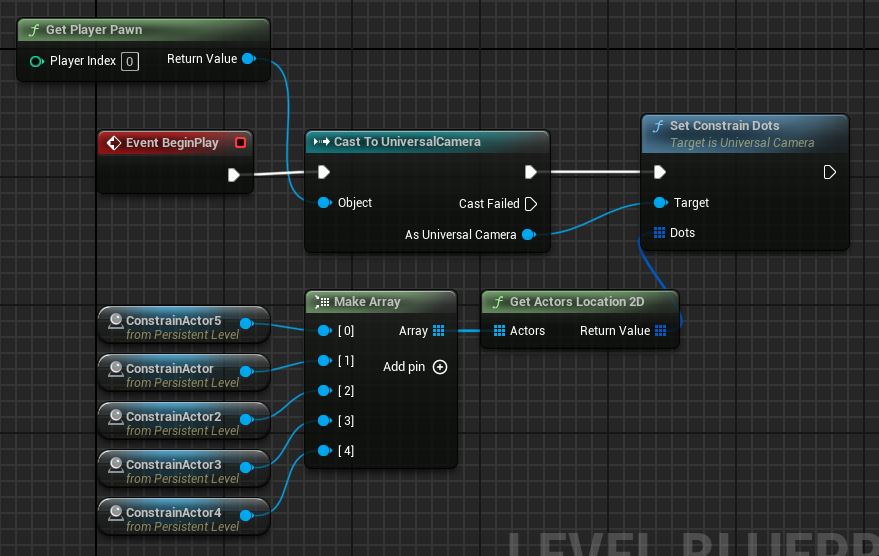 Get Player Pawn
Player Index 0 Return Value
Event BeginPlay
Cast To UniversalCamera
Object Cast Failed
As Universal Camera
Set Constrain Dots
Target is Universal Camera
Target
Dots
ConstrainActor5
from Persistent Level
ConstrainActor
from Persistent Level
ConstrainActor2
from Persistent Level
ConstrainActor3
from Persistent Level
ConstrainActor4
from Persistent Level
Make Array
[ 0] Array
[ 1] Add pin
[ 2]
[ 3]
[ 4]
Get Actors Location 2D
Actors Return Value